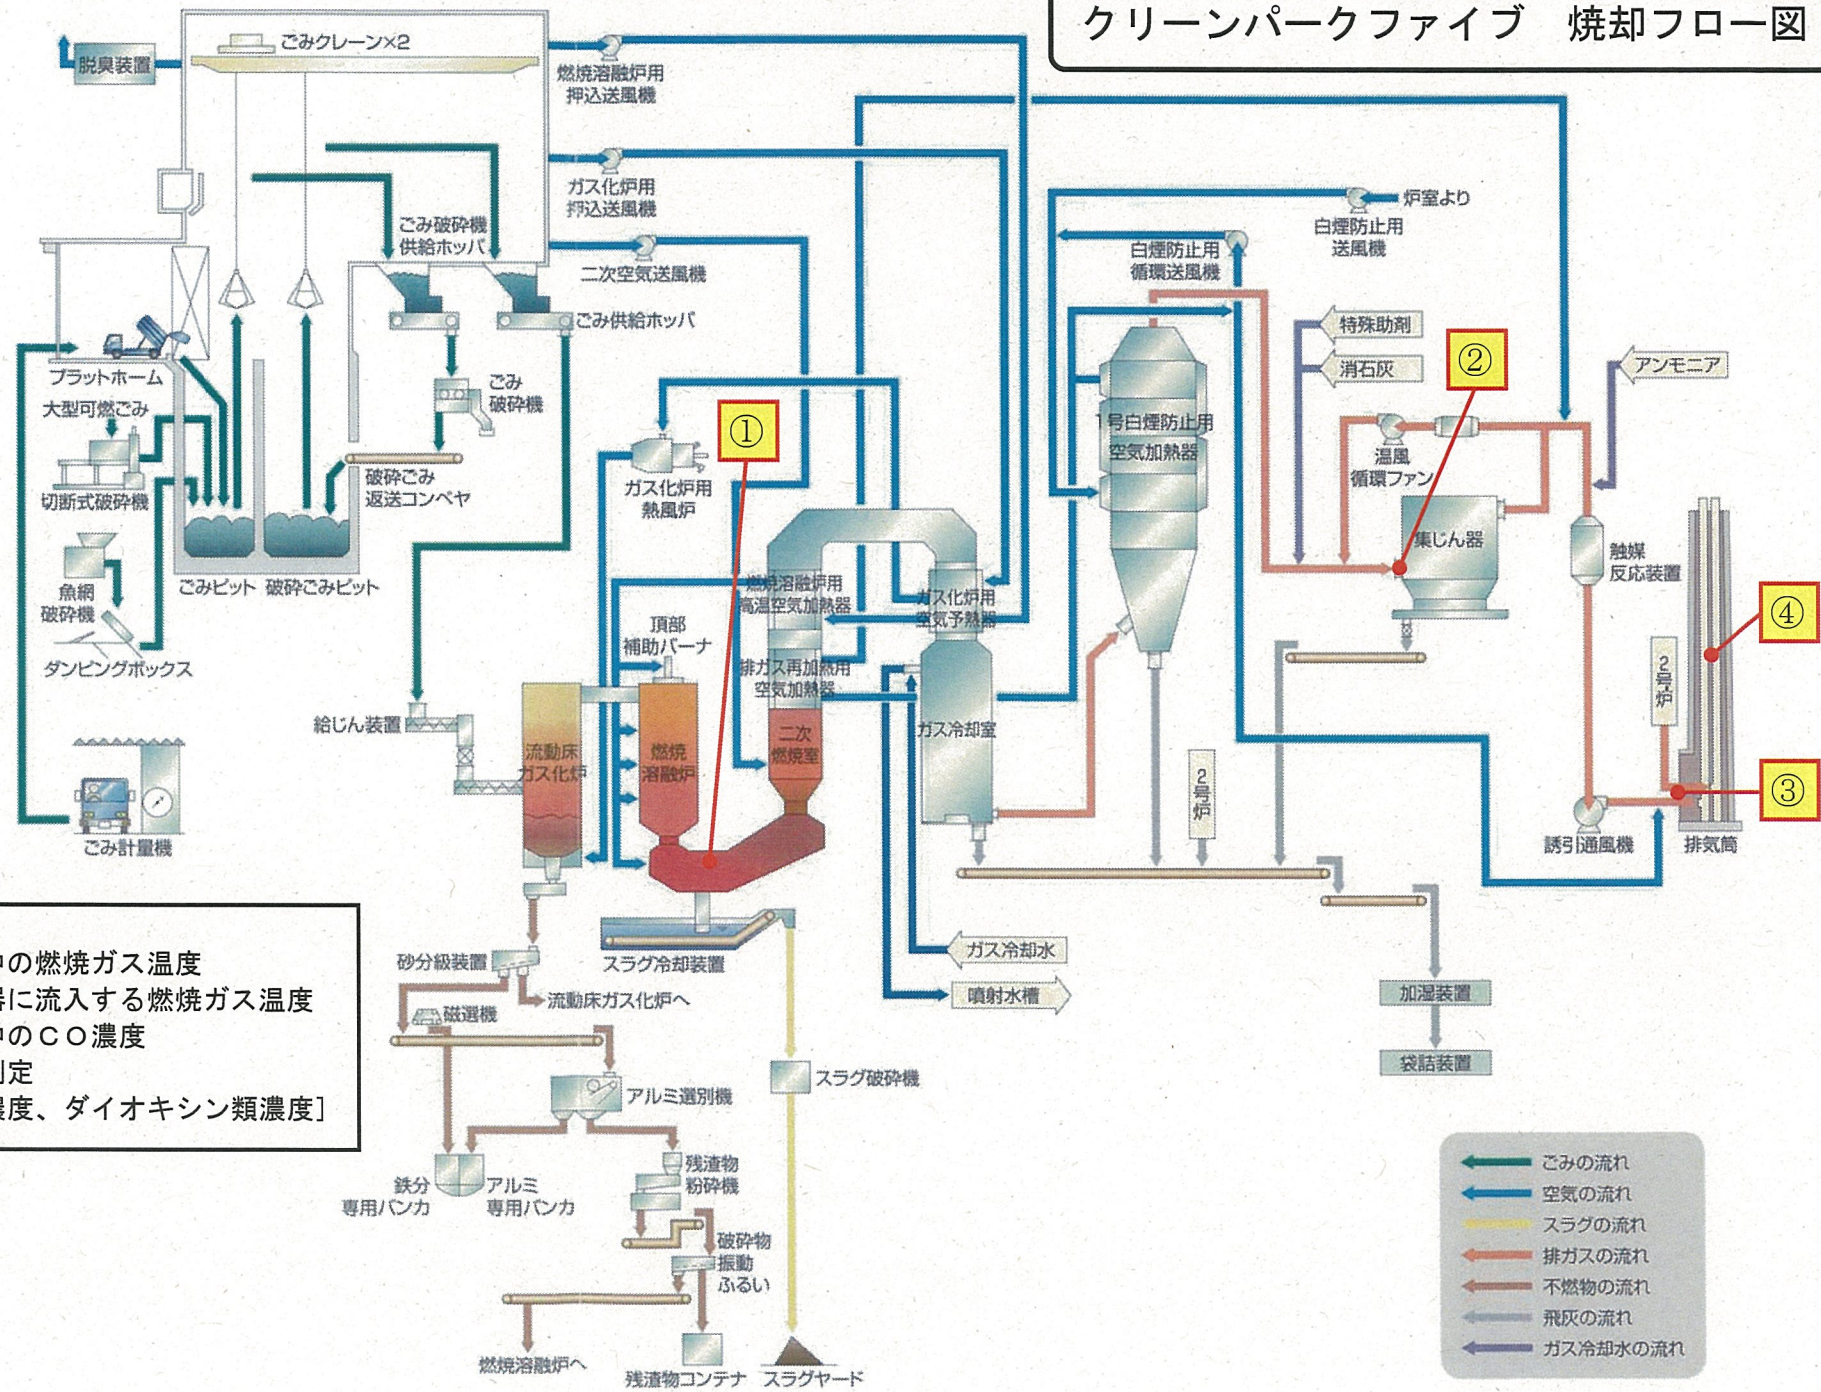 クリーンパークファイブ 焼却フロー図
ごみクレーン×2
脱臭装置
燃焼溶融炉用
押込送風機
ガス化炉用
押込送風機
炉室より
白煙防止用
送風機
ごみ破砕機
供給ホッパ
二次空気送風機
白煙防止用
循環送風機
ごみ供給ホッパ
特殊助剤
消石灰
②
アンモニア
プラットホーム
大型可燃ごみ
ごみ
破砕機
①
1号白煙防止用
空気加熱器
温風
循環ファン
切断式破砕機
破砕ごみ
返送コンベヤ
ガス化炉用
熱風炉
集じん器
触媒
反応装置
魚網
破砕機
ごみピット
破砕ごみピット
燃焼溶融炉用
高温空気加熱器
ガス化炉用
空気予熱器
④
頂部
補助バーナ
ダンピングボックス
排ガス再加熱用
空気加熱器
2号炉
給じん装置
流動床
ガス化炉
燃焼
溶融炉
二次
燃焼室
ガス冷却室
2号炉
③
ごみ計量機
誘引通風機
排気筒
中の燃焼ガス温度
器に流入する燃焼ガス温度
中のCO濃度
測定
濃度、ダイオキシン類濃度]
砂分級装置
スラグ冷却装置
ガス冷却水
噴射水槽
流動床ガス化炉へ
磁選機
加湿装置
袋詰装置
スラグ破砕機
アルミ選別機
鉄分
専用バンカ
アルミ
専用バンカ
残渣物
粉砕機
破砕物
振動
ふるい
燃焼溶融炉へ
残渣物コンテナ
スラグヤード
ごみの流れ
空気の流れ
スラグの流れ
排ガスの流れ
不燃物の流れ
飛灰の流れ
ガス冷却水の流れ